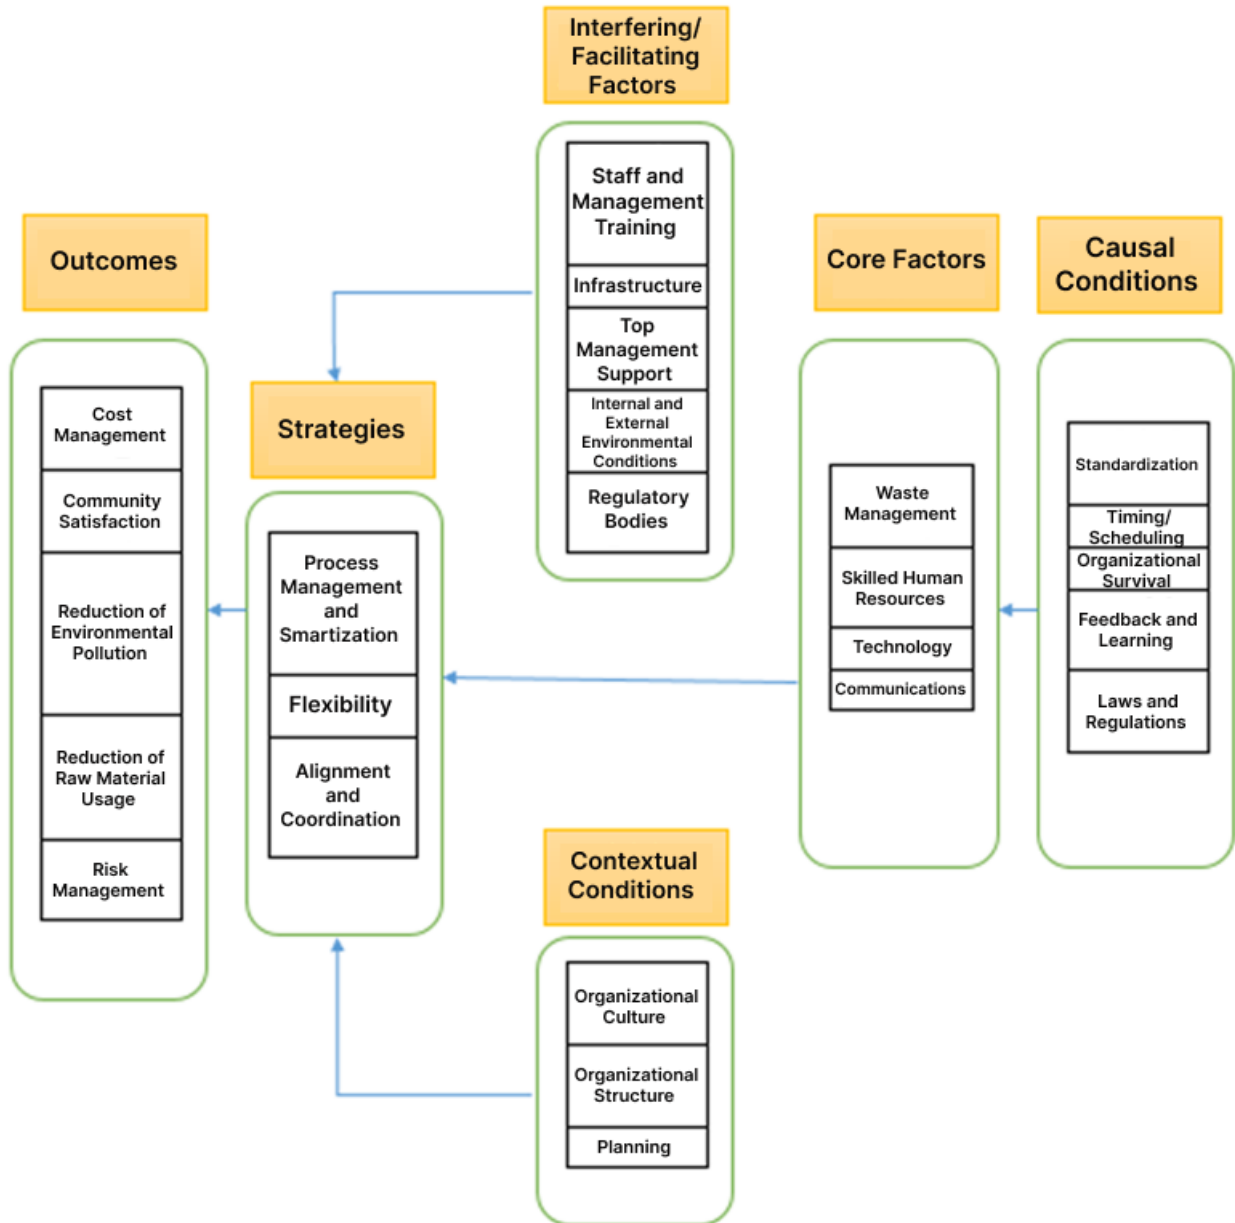 Interfering/
Facilitating
Factors
Staff and
Management
Training
Infrastructure
Top
Management
Support
Internal and
External
Environmental
Conditions
Regulatory
Bodies
Outcomes
Cost
Management
Community
Satisfaction
Reduction of
Environmental
Pollution
Reduction of
Raw Material
Usage
Risk
Management
Strategies
Process
Management
and
Smartization
Flexibility
Alignment
and
Coordination
Core Factors
Waste
Management
Skilled Human
Resources
Technology
Communications
Causal
Conditions
Standardization
Timing/
Scheduling
Organizational
Survival
Feedback and
Learning
Laws and
Regulations
Contextual
Conditions
Organizational
Culture
Organizational
Structure
Planning